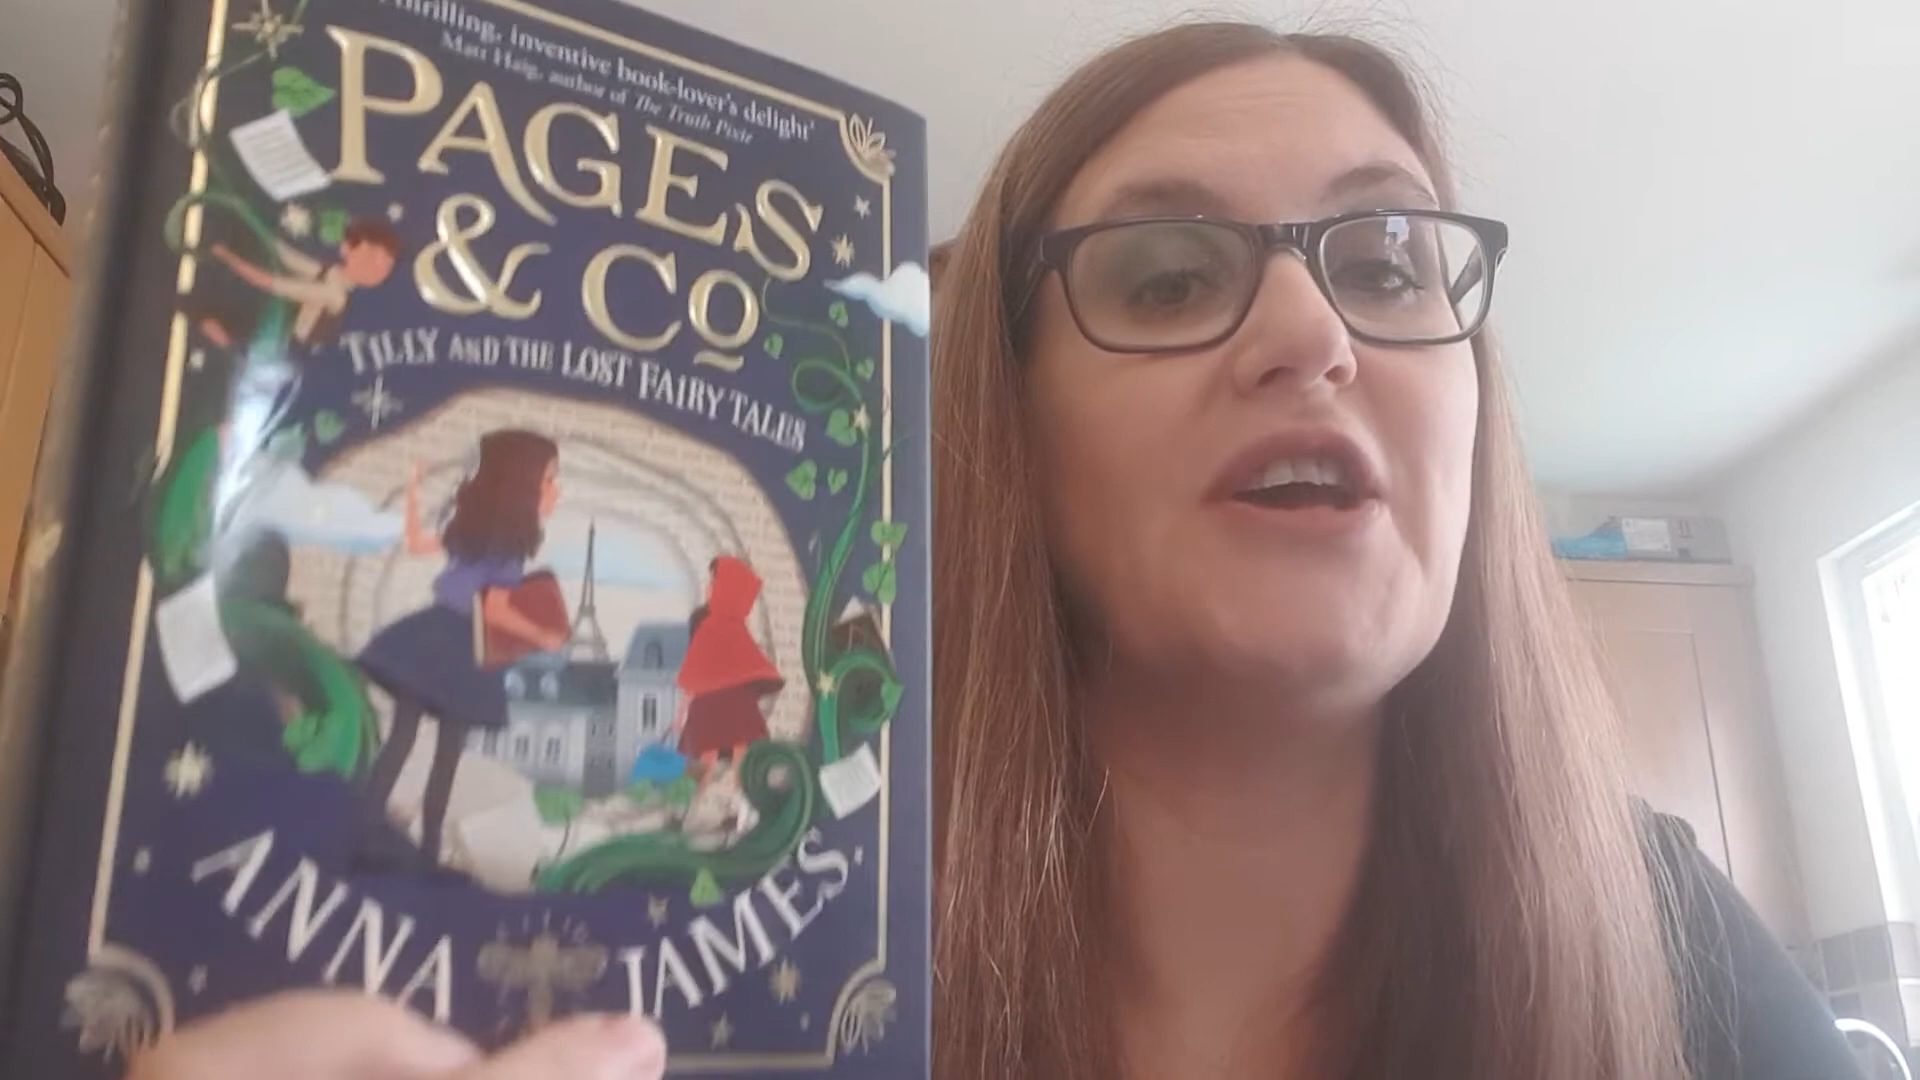 thrilling, inventive book-lover's delight'
Matt Haig, author of The Truth Pixie
PAGES
& CO
TILLY AND THE LOST FAIRY TALES
ANNA JAMES